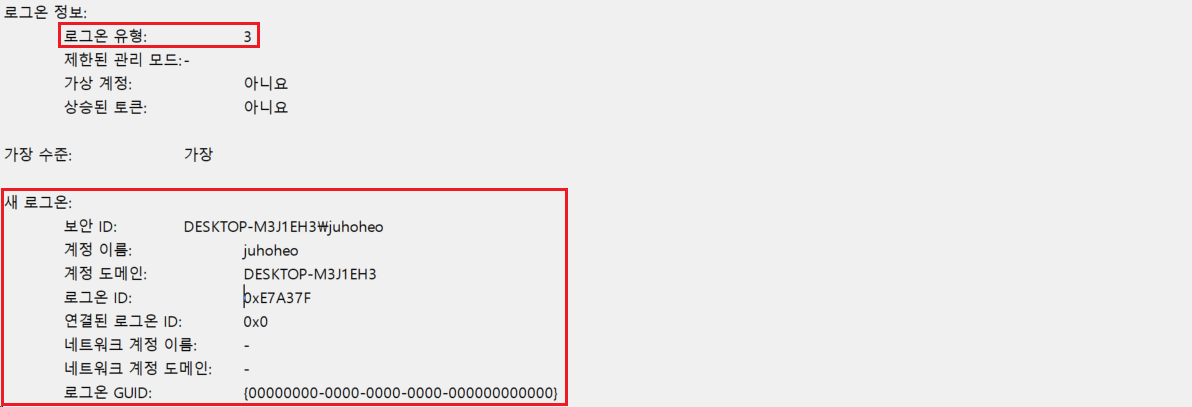 로그온 정보:
로그온 유형: 3
제한된 관리 모드: -
가상 계정: 아니요
상승된 토큰: 아니요
가장 수준: 가장
새 로그온:
보안 ID: DESKTOP-M3J1EH3₩juhoheo
계정 이름: juhoheo
계정 도메인: DESKTOP-M3J1EH3
로그온 ID: 0xE7A37F
연결된 로그온 ID: 0x0
네트워크 계정 이름: -
네트워크 계정 도메인: -
로그온 GUID: {00000000-0000-0000-0000-000000000000}